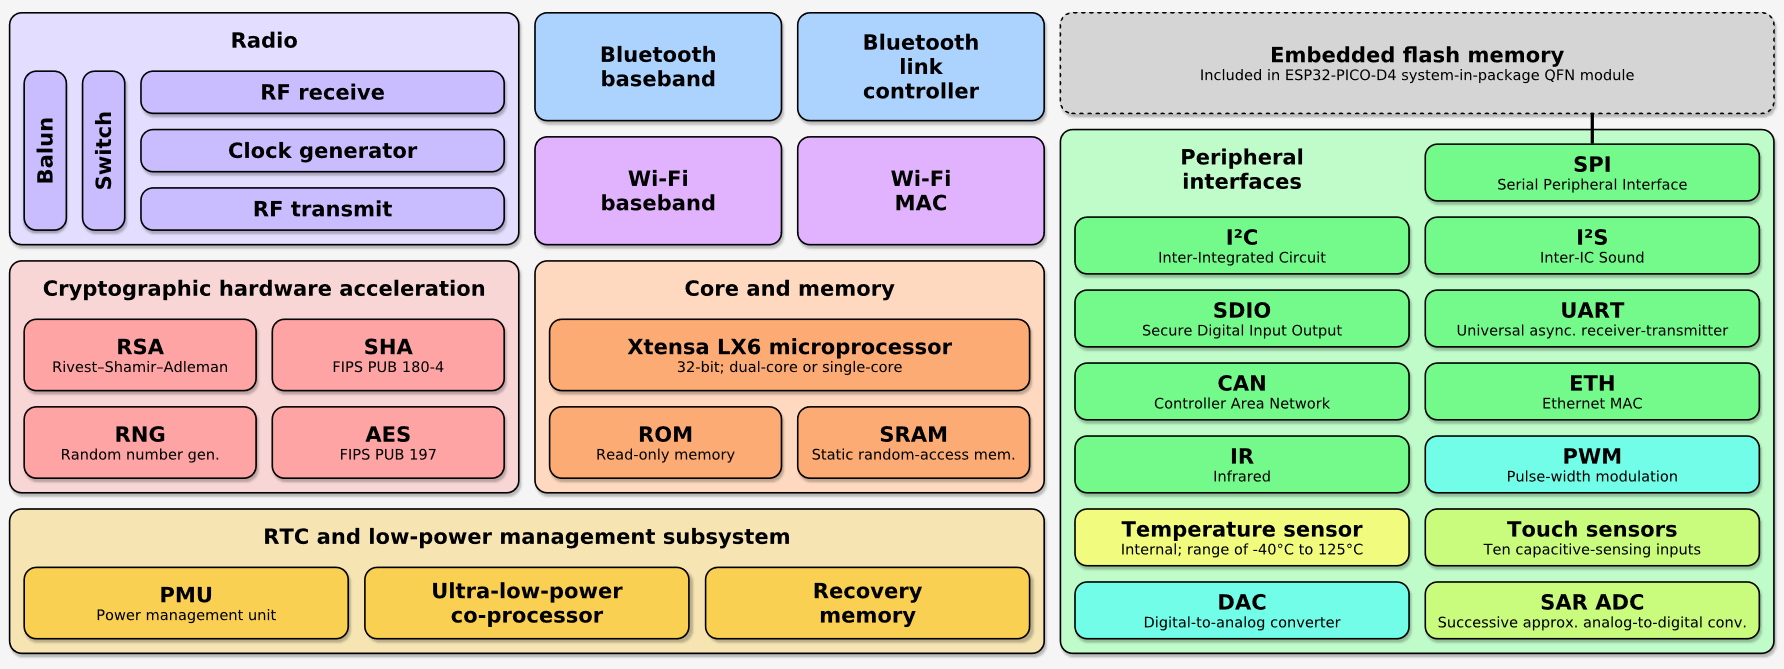 Radio
Balun
Switch
RF receive
Clock generator
RF transmit
Bluetooth
baseband
Bluetooth
link
controller
Wi-Fi
baseband
Wi-Fi
MAC
Embedded flash memory
Included in ESP32-PICO-D4 system-in-package QFN module
Cryptographic hardware acceleration
RSA
Rivest–Shamir–Adleman
SHA
FIPS PUB 180-4
RNG
Random number gen.
AES
FIPS PUB 197
Core and memory
Xtensa LX6 microprocessor
32-bit; dual-core or single-core
ROM
Read-only memory
SRAM
Static random-access mem.
RTC and low-power management subsystem
PMU
Power management unit
Ultra-low-power
co-processor
Recovery
memory
Peripheral
interfaces
SPI
Serial Peripheral Interface
I²C
Inter-Integrated Circuit
I²S
Inter-IC Sound
SDIO
Secure Digital Input Output
UART
Universal async. receiver-transmitter
CAN
Controller Area Network
ETH
Ethernet MAC
IR
Infrared
PWM
Pulse-width modulation
Temperature sensor
Internal; range of -40°C to 125°C
Touch sensors
Ten capacitive-sensing inputs
DAC
Digital-to-analog converter
SAR ADC
Successive approx. analog-to-digital conv.